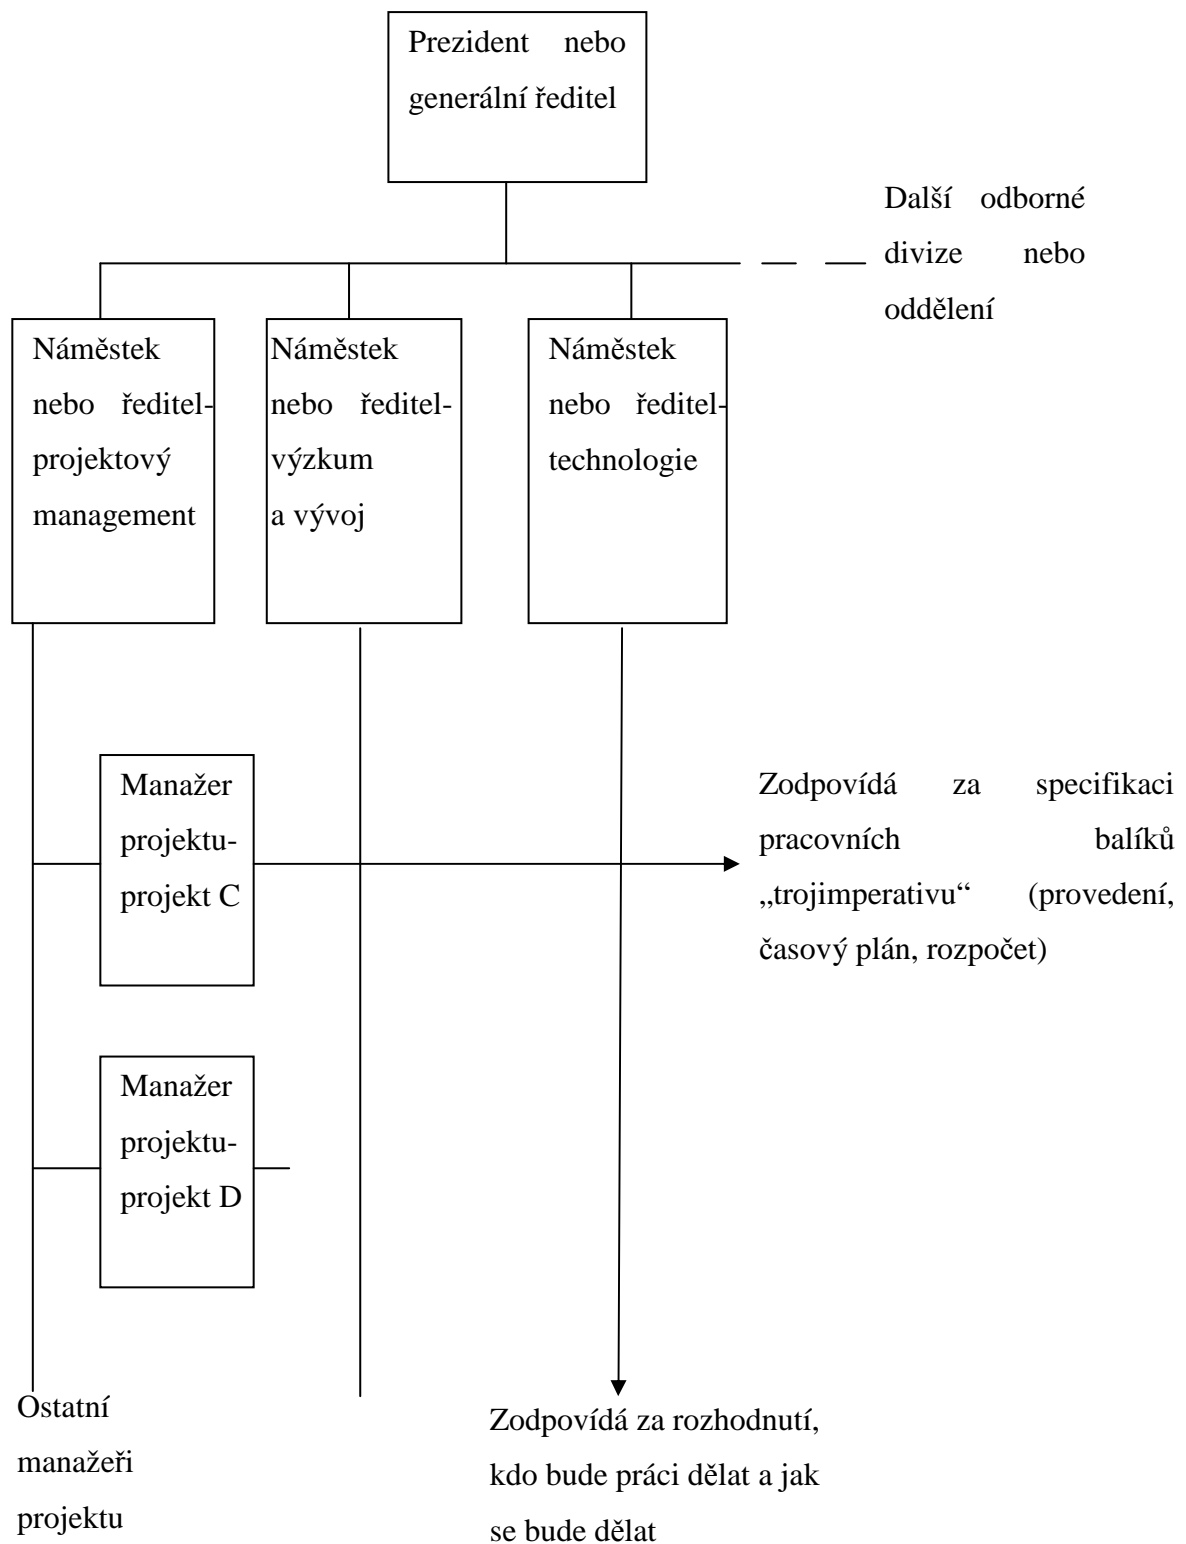 Prezident nebo
generální ředitel
Další odborné
divize nebo
oddělení
Náměstek
nebo ředitel-
projektový
management
Náměstek
nebo ředitel-
výzkum
a vývoj
Náměstek
nebo ředitel-
technologie
Manažer
projektu-
projekt C
Zodpovídá za specifikaci
pracovních balíků
„trojimperativu“ (provedení,
časový plán, rozpočet)
Manažer
projektu-
projekt D
Ostatní
manažeři
projektu
Zodpovídá za rozhodnutí,
kdo bude práci dělat a jak
se bude dělat